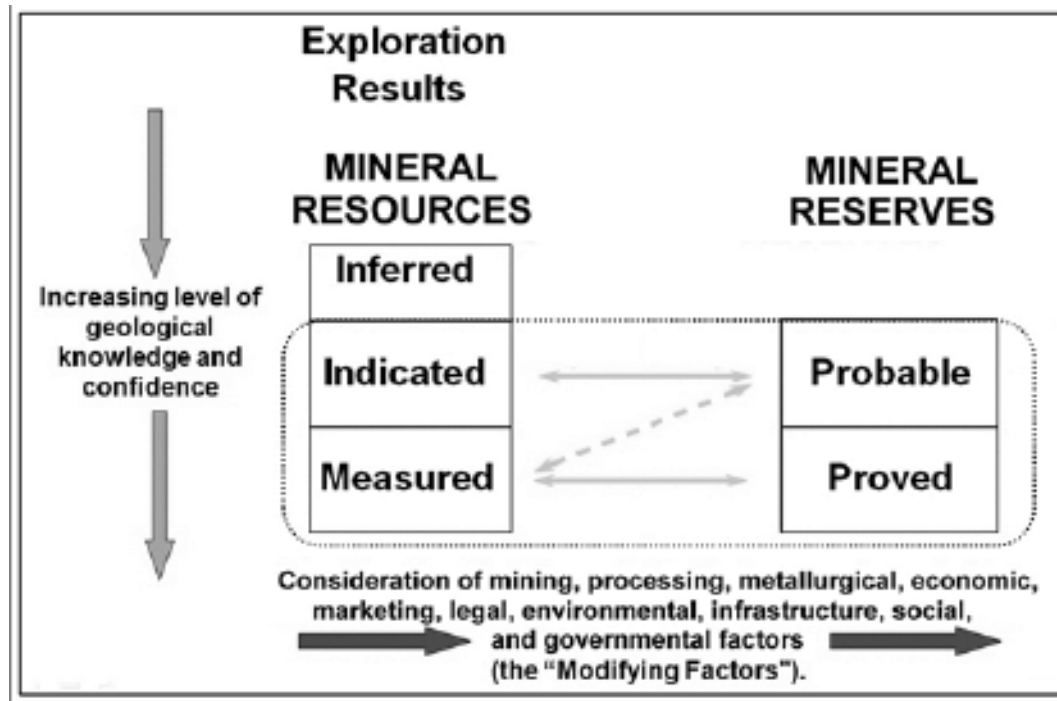 Exploration
Results
MINERAL
RESOURCES
MINERAL
RESERVES
Inferred
Increasing level of
geological
knowledge and
confidence
Indicated
Probable
Measured
Proved
Consideration of mining, processing, metallurgical, economic,
marketing, legal, environmental, infrastructure, social,
and governmental factors
(the “Modifying Factors").